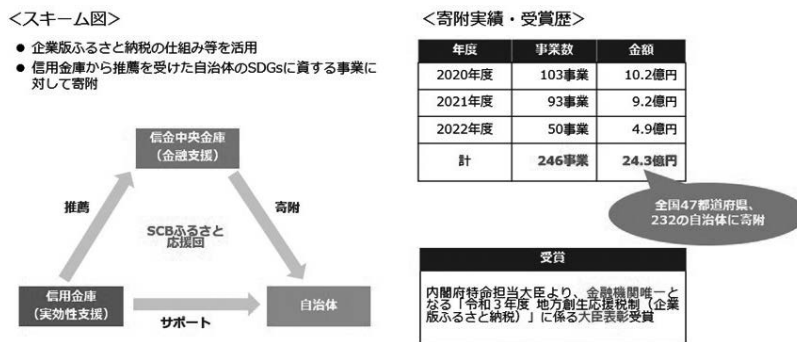 <スキーム図>
● 企業版ふるさと納税の仕組み等を活用
● 信用金庫から推薦を受けた自治体のSDGsに資する事業に
対して寄附
信金中央金庫
(金融支援)
推薦
寄附
SCBふるさと
応援団
信用金庫
(実効性支援)
サポート
自治体
<寄附実績・受賞歴>
年度 事業数 金額
2020年度 103事業 10.2億円
2021年度 93事業 9.2億円
2022年度 50事業 4.9億円
計 246事業 24.3億円
全国47都道府県、
232の自治体に寄附
受賞
内閣府特命担当大臣より、金融機関唯一と
なる「令和3年度 地方創生応援税制(企業
版ふるさと納税)」に係る大臣表彰受賞